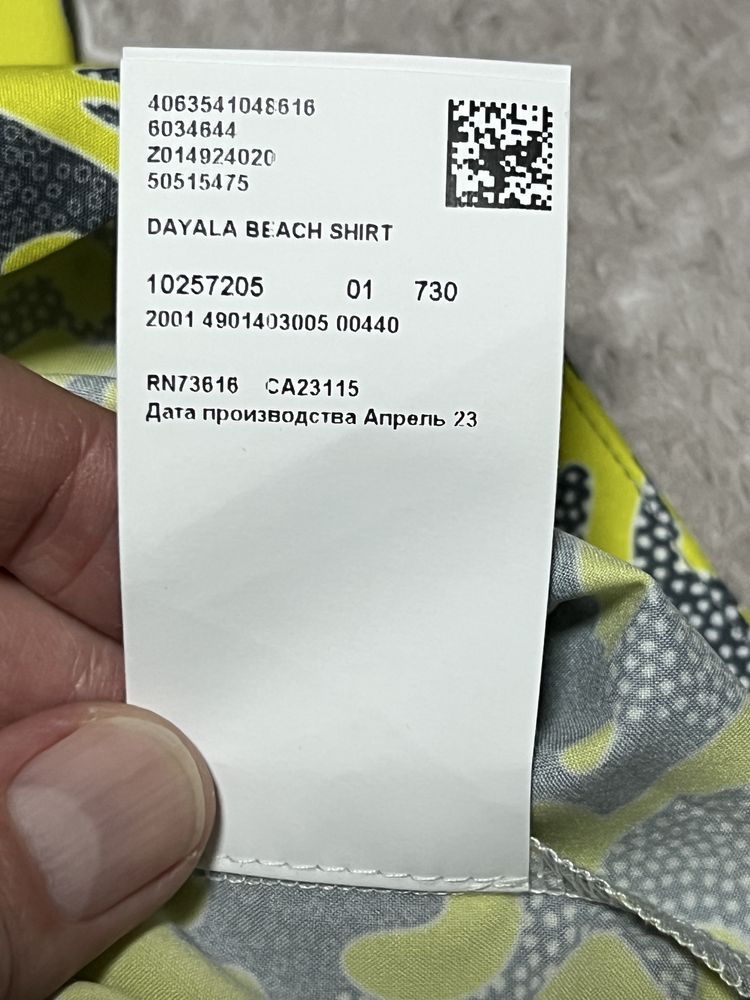 4063541048616
6034644
Z014924020
50515475
DAYALA BEACH SHIRT
10257205 01 730
2001 4901403005 00440
RN73616 CA23115
Дата производства Апрель 23